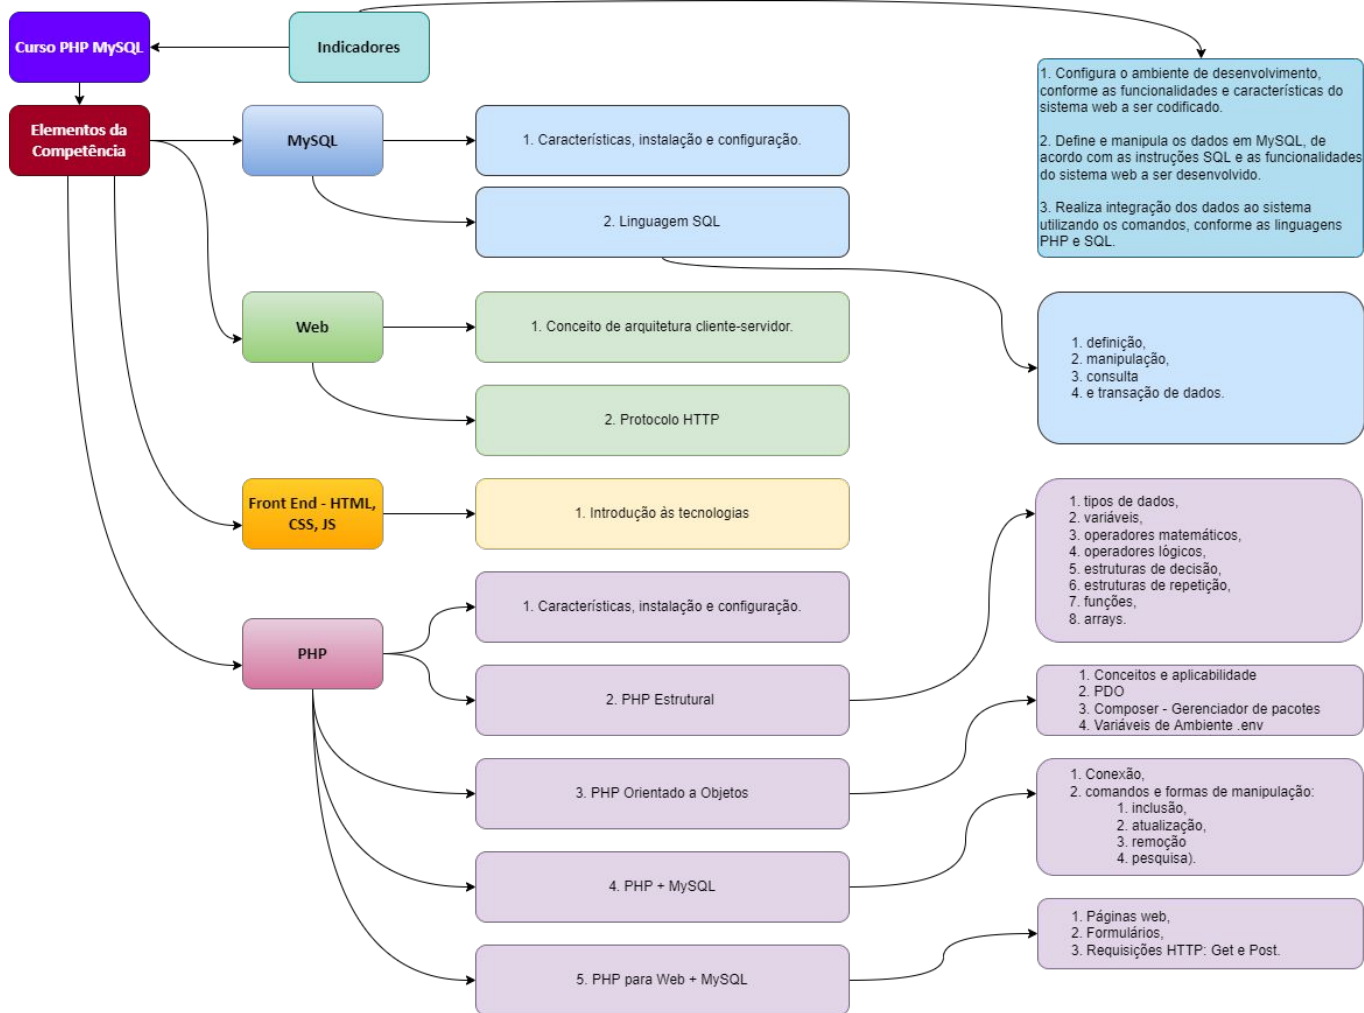 Curso PHP MySQL
Indicadores
1. Configura o ambiente de desenvolvimento,
conforme as funcionalidades e características do
sistema web a ser codificado.
2. Define e manipula os dados em MySQL, de
acordo com as instruções SQL e as funcionalidades
do sistema web a ser desenvolvido.
3. Realiza integração dos dados ao sistema
utilizando os comandos, conforme as linguagens
PHP e SQL.
Elementos da
Competência
MySQL
1. Características, instalação e configuração.
2. Linguagem SQL
1. definição,
2. manipulação,
3. consulta
4. e transação de dados.
Web
1. Conceito de arquitetura cliente-servidor.
2. Protocolo HTTP
Front End - HTML,
CSS, JS
1. Introdução às tecnologias
PHP
1. Características, instalação e configuração.
2. PHP Estrutural
1. tipos de dados,
2. variáveis,
3. operadores matemáticos,
4. operadores lógicos,
5. estruturas de decisão,
6. estruturas de repetição,
7. funções,
8. arrays.
3. PHP Orientado a Objetos
1. Conceitos e aplicabilidade
2. PDO
3. Composer - Gerenciador de pacotes
4. Variáveis de Ambiente .env
4. PHP + MySQL
1. Conexão,
2. comandos e formas de manipulação:
1. inclusão,
2. atualização,
3. remoção
4. pesquisa).
5. PHP para Web + MySQL
1. Páginas web,
2. Formulários,
3. Requisições HTTP: Get e Post.